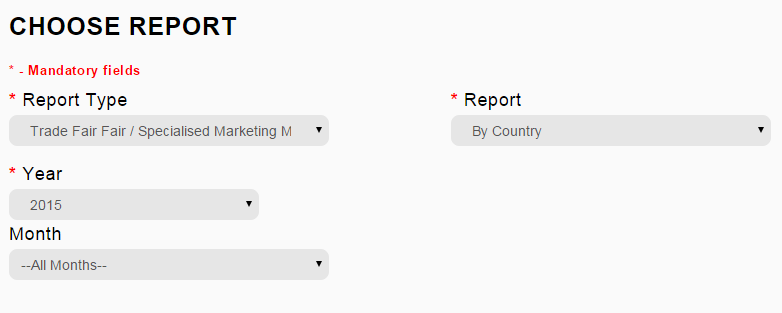 CHOOSE REPORT
* - Mandatory fields
* Report Type
Trade Fair Fair / Specialised Marketing M
* Report
By Country
* Year
2015
Month
--All Months--